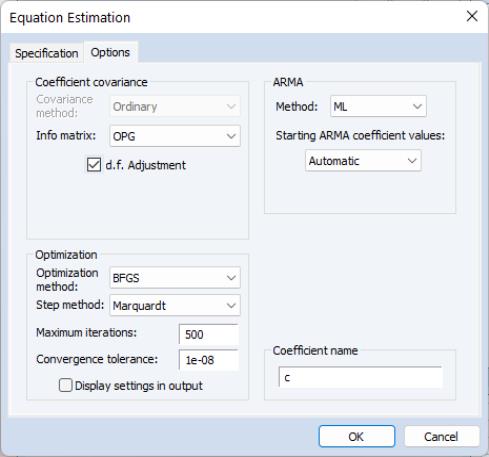 Equation Estimation
Specification
Options
Coefficient covariance
Covariance method:
Ordinary
Info matrix:
OPG
d.f. Adjustment
ARMA
Method:
ML
Starting ARMA coefficient values:
Automatic
Optimization
Optimization method:
BFGS
Step method:
Marquardt
Maximum iterations:
500
Convergence tolerance:
1e-08
Display settings in output
Coefficient name
c
OK
Cancel